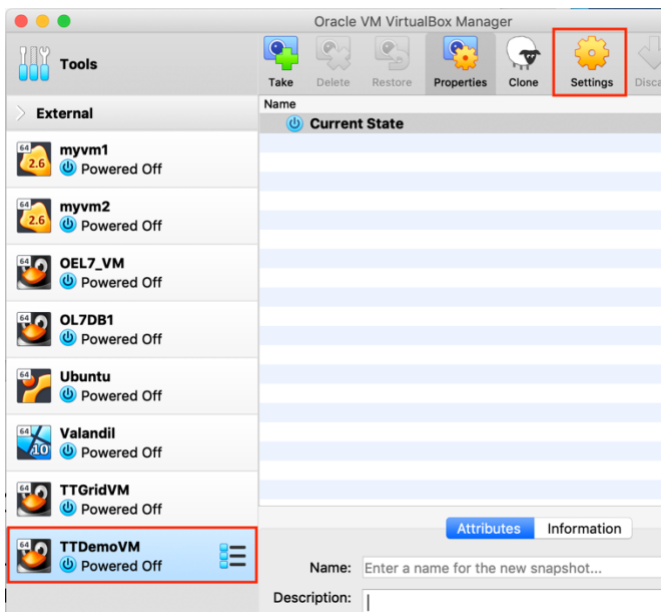 Oracle VM VirtualBox Manager
Tools
Take
Delete
Restore
Properties
Clone
Settings
Name
Current State
External
64
2.6
myvm1
Powered Off
64
2.6
myvm2
Powered Off
64
OEL7_VM
Powered Off
64
OL7DB1
Powered Off
64
Ubuntu
Powered Off
64
10
Valandil
Powered Off
64
TTGridVM
Powered Off
64
TTDemoVM
Powered Off
Attributes Information
Name: Enter a name for the new snapshot...
Description: